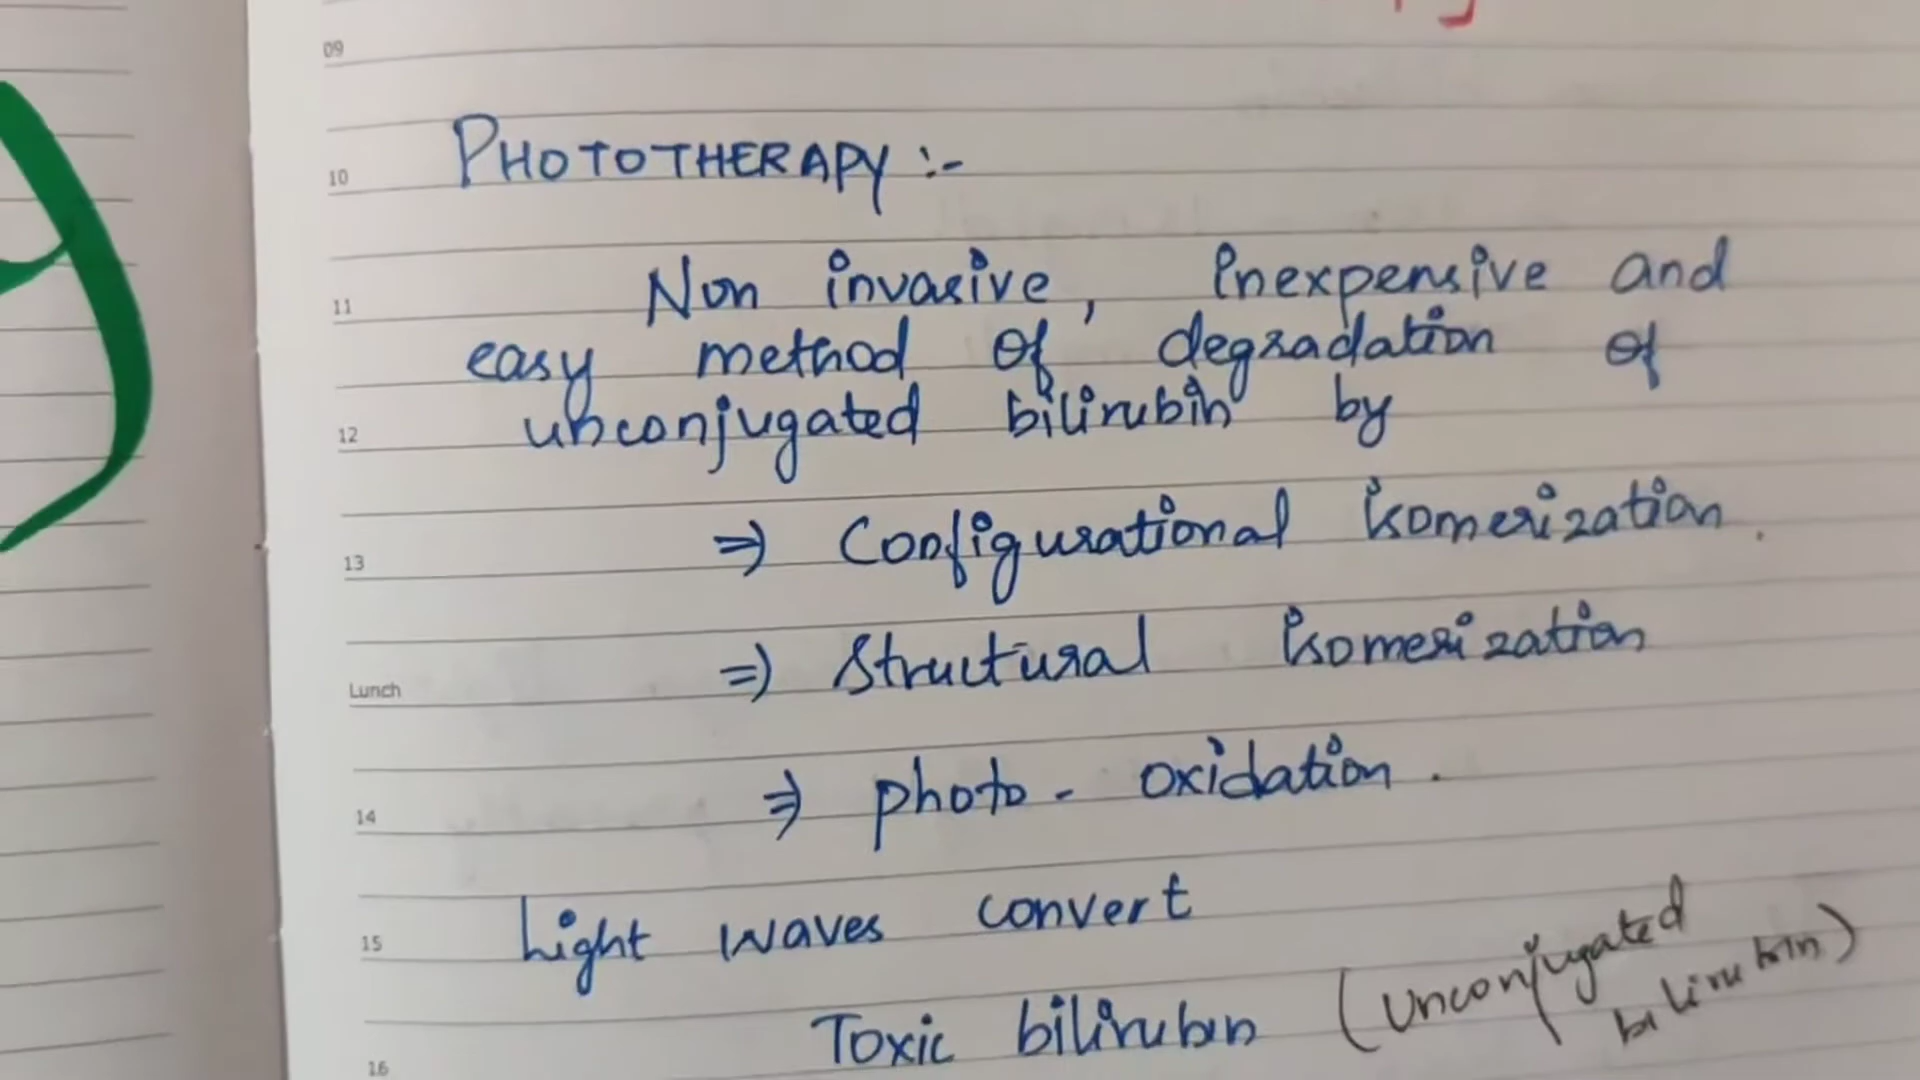 09
10 PHOTOTHERAPY :-
11 Non invasive, inexpensive and
easy method of degradation of
12 unconjugated bilirubin by
13 ⇒ Configurational isomerization.
Lunch ⇒ Structural isomerization
14 ⇒ photo - oxidation.
15 Light waves convert
16 Toxic bilirubin (unconjugated
bilirubin)